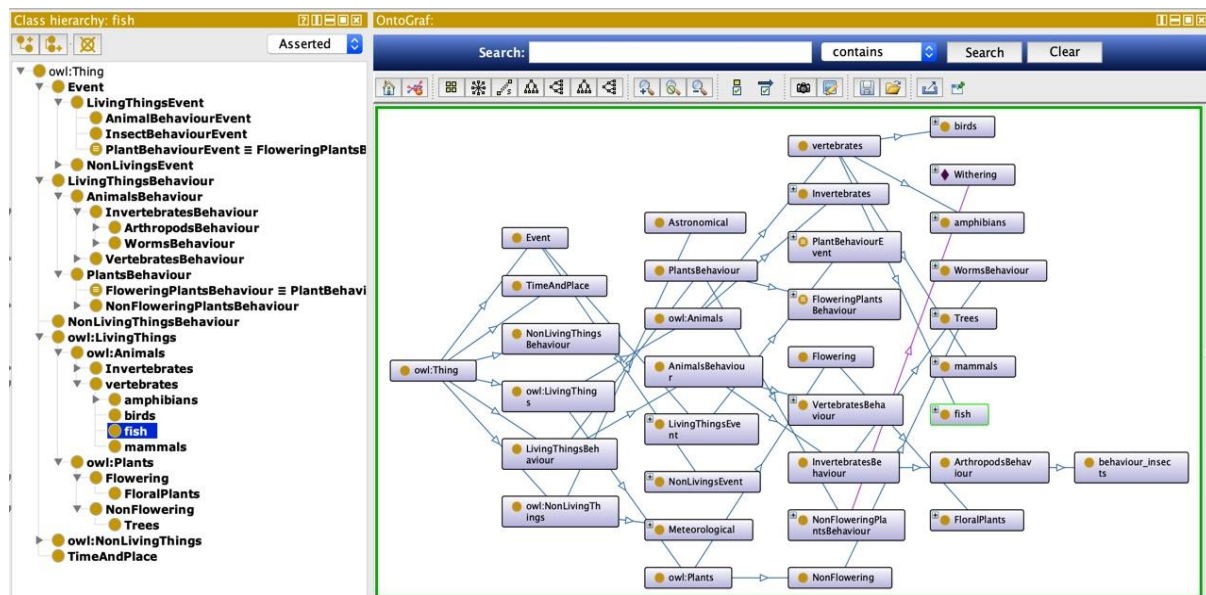 Class hierarchy: fish
Asserted
owl:Thing
Event
LivingThingsEvent
AnimalBehaviourEvent
InsectBehaviourEvent
PlantBehaviourEvent ≡ FloweringPlantsB
NonLivingsEvent
LivingThingsBehaviour
AnimalsBehaviour
InvertebratesBehaviour
ArthropodsBehaviour
WormsBehaviour
VertebratesBehaviour
PlantsBehaviour
FloweringPlantsBehaviour ≡ PlantBehavi
NonFloweringPlantsBehaviour
NonLivingThingsBehaviour
owl:LivingThings
owl:Animals
Invertebrates
vertebrates
amphibians
birds
fish
mammals
owl:Plants
Flowering
FloralPlants
NonFlowering
Trees
owl:NonLivingThings
TimeAndPlace
OntoGraf:
Search:
contains
Search
Clear
owl:Thing
Event
TimeAndPlace
NonLivingThings
Behaviour
owl:LivingThing
s
LivingThingsBeh
aviour
owl:NonLivingTh
ings
Astronomical
PlantsBehaviour
owl:Animals
AnimalsBehaviou
r
LivingThingsEve
nt
NonLivingsEvent
Meteorological
owl:Plants
vertebrates
Invertebrates
PlantBehaviourE
vent
FloweringPlants
Behaviour
Flowering
VertebratesBeha
viour
InvertebratesBe
haviour
NonFloweringPla
ntsBehaviour
NonFlowering
birds
Withering
amphibians
WormsBehaviour
Trees
mammals
fish
ArthropodsBehav
iour
FloralPlants
behaviour_insec
ts